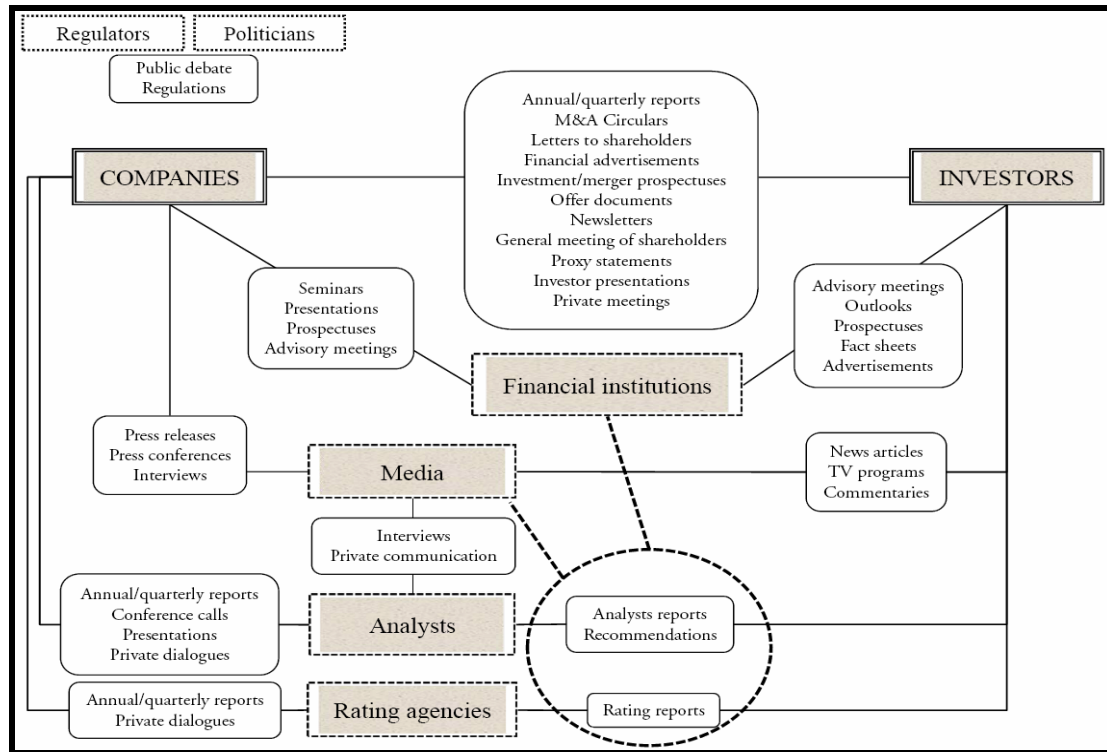 Regulators
Politicians
Public debate
Regulations
Annual/quarterly reports
M&A Circulars
Letters to shareholders
Financial advertisements
Investment/merger prospectuses
Offer documents
Newsletters
General meeting of shareholders
Proxy statements
Investor presentations
Private meetings
COMPANIES
INVESTORS
Seminars
Presentations
Prospectuses
Advisory meetings
Advisory meetings
Outlooks
Prospectuses
Fact sheets
Advertisements
Financial institutions
Press releases
Press conferences
Interviews
Media
News articles
TV programs
Commentaries
Interviews
Private communication
Annual/quarterly reports
Conference calls
Presentations
Private dialogues
Analysts
Analysts reports
Recommendations
Annual/quarterly reports
Private dialogues
Rating agencies
Rating reports